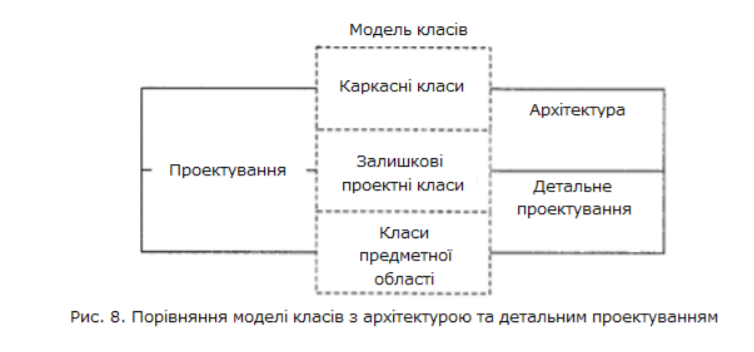 Модель класів
Каркасні класи
Архітектура
Проектування
Залишкові
проектні класи
Детальне
проектування
Класи
предметної
області
Рис. 8. Порівняння моделі класів з архітектурою та детальним проектуванням